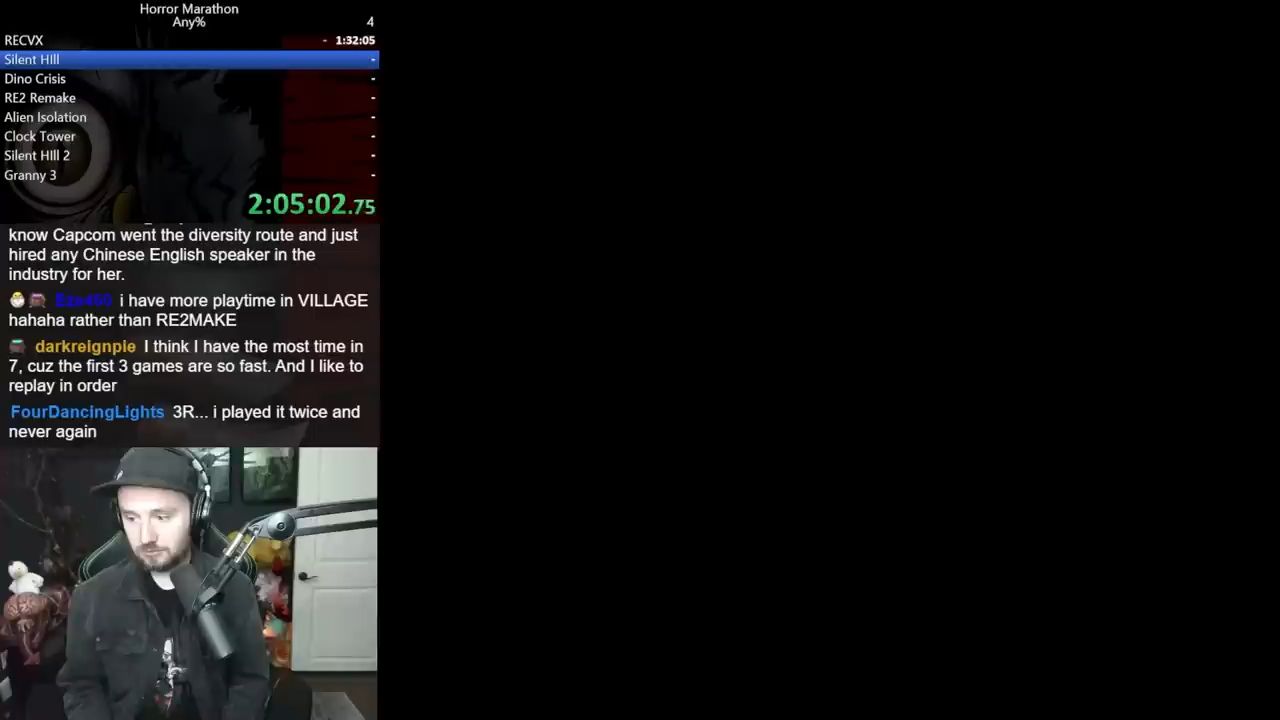 Horror Marathon
Any%
4
RECVX - 1:32:05
Silent HIll -
Dino Crisis -
RE2 Remake -
Alien Isolation -
Clock Tower -
Silent HIll 2 -
Granny 3 -
2:05:02.75
know Capcom went the diversity route and just
hired any Chinese English speaker in the
industry for her.
Eze450 i have more playtime in VILLAGE
hahaha rather than RE2MAKE
darkreignpie I think I have the most time in
7, cuz the first 3 games are so fast. And I like to
replay in order
FourDancingLights 3R... i played it twice and
never again